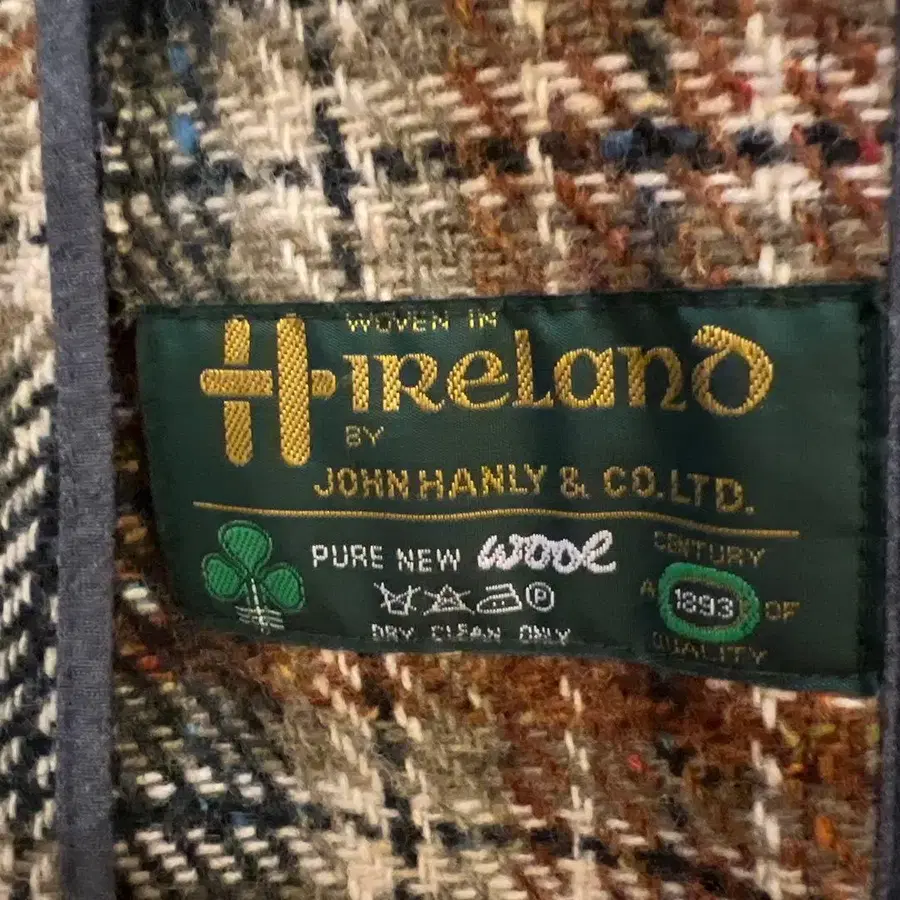 WOVEN IN
H IRELAND
BY
JOHN HANLY & CO. LTD.
PURE NEW wool
P
DRY CLEAN ONLY
CENTURY
A 1893 OF
QUALITY